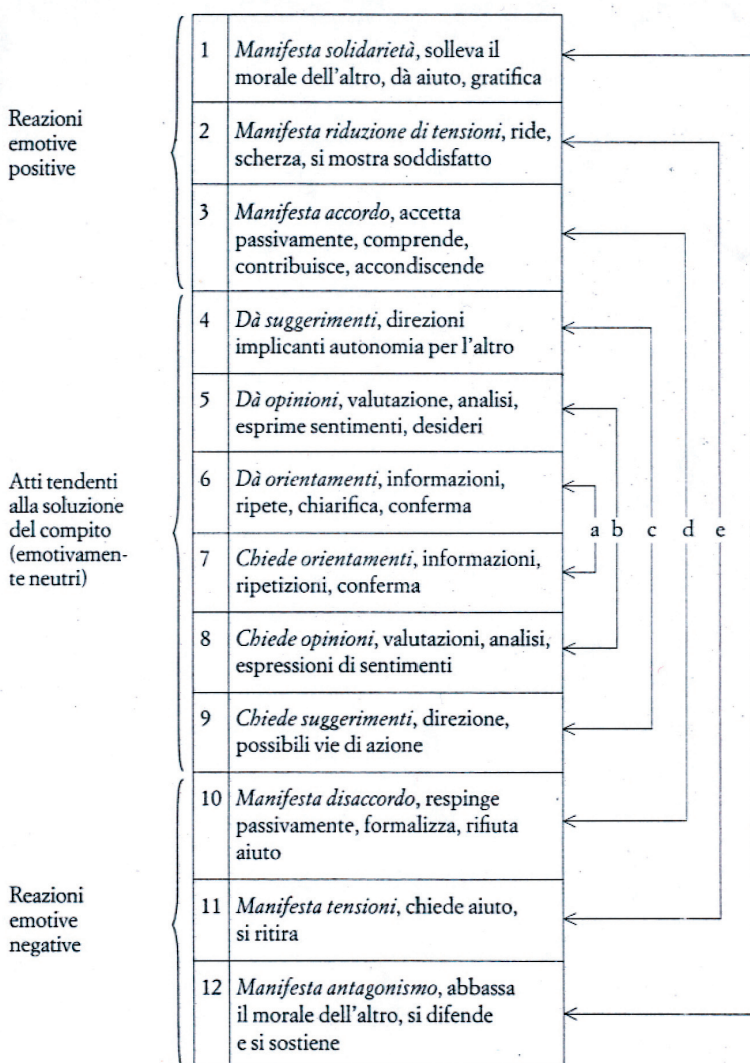 Reazioni
emotive
positive
1 Manifesta solidarietà, solleva il
morale dell'altro, dà aiuto, gratifica
2 Manifesta riduzione di tensioni, ride,
scherza, si mostra soddisfatto
3 Manifesta accordo, accetta
passivamente, comprende,
contribuisce, accondiscende
Atti tendenti
alla soluzione
del compito
(emotivamen-
te neutri)
4 Dà suggerimenti, direzioni
implicanti autonomia per l'altro
5 Dà opinioni, valutazione, analisi,
esprime sentimenti, desideri
6 Dà orientamenti, informazioni,
ripete, chiarifica, conferma
7 Chiede orientamenti, informazioni,
ripetizioni, conferma
8 Chiede opinioni, valutazioni, analisi,
espressioni di sentimenti
9 Chiede suggerimenti, direzione,
possibili vie di azione
a b c d e
Reazioni
emotive
negative
10 Manifesta disaccordo, respinge
passivamente, formalizza, rifiuta
aiuto
11 Manifesta tensioni, chiede aiuto,
si ritira
12 Manifesta antagonismo, abbassa
il morale dell'altro, si difende
e si sostiene